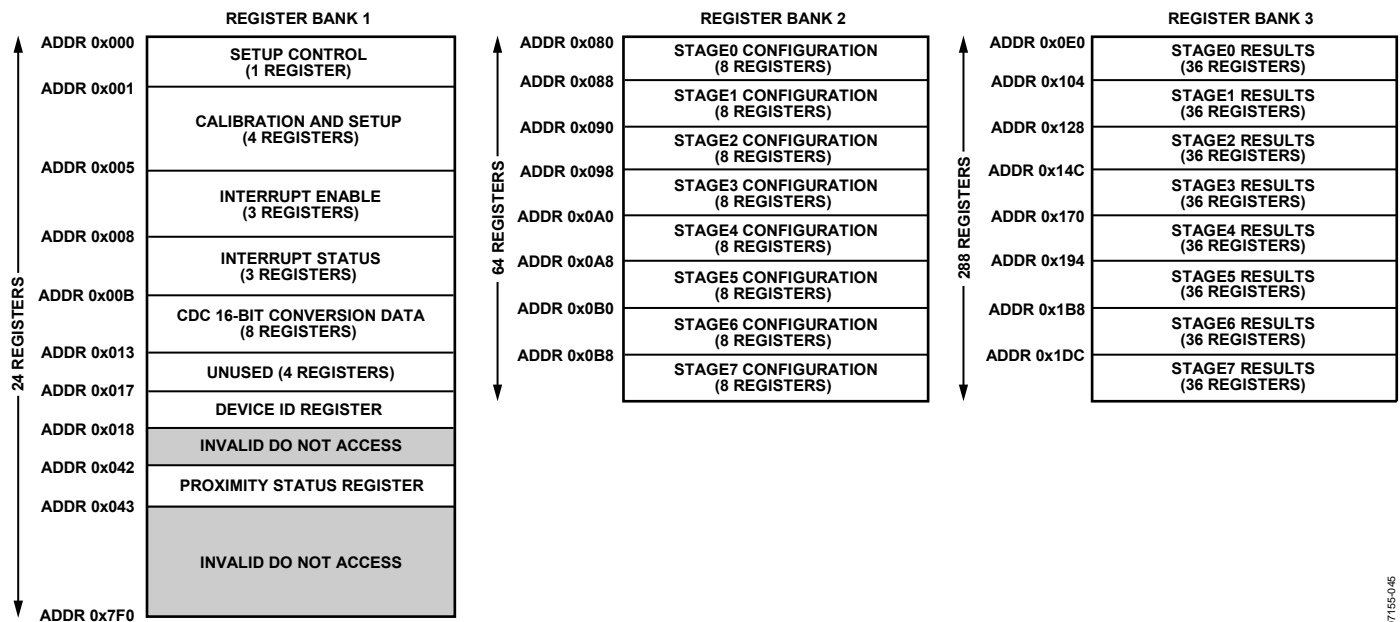 REGISTER BANK 1
24 REGISTERS
ADDR 0x000
SETUP CONTROL
(1 REGISTER)
ADDR 0x001
CALIBRATION AND SETUP
(4 REGISTERS)
ADDR 0x005
INTERRUPT ENABLE
(3 REGISTERS)
ADDR 0x008
INTERRUPT STATUS
(3 REGISTERS)
ADDR 0x00B
CDC 16-BIT CONVERSION DATA
(8 REGISTERS)
ADDR 0x013
UNUSED (4 REGISTERS)
ADDR 0x017
DEVICE ID REGISTER
ADDR 0x018
INVALID DO NOT ACCESS
ADDR 0x042
PROXIMITY STATUS REGISTER
ADDR 0x043
INVALID DO NOT ACCESS
ADDR 0x7F0
REGISTER BANK 2
64 REGISTERS
ADDR 0x080
STAGE0 CONFIGURATION
(8 REGISTERS)
ADDR 0x088
STAGE1 CONFIGURATION
(8 REGISTERS)
ADDR 0x090
STAGE2 CONFIGURATION
(8 REGISTERS)
ADDR 0x098
STAGE3 CONFIGURATION
(8 REGISTERS)
ADDR 0x0A0
STAGE4 CONFIGURATION
(8 REGISTERS)
ADDR 0x0A8
STAGE5 CONFIGURATION
(8 REGISTERS)
ADDR 0x0B0
STAGE6 CONFIGURATION
(8 REGISTERS)
ADDR 0x0B8
STAGE7 CONFIGURATION
(8 REGISTERS)
REGISTER BANK 3
288 REGISTERS
ADDR 0x0E0
STAGE0 RESULTS
(36 REGISTERS)
ADDR 0x104
STAGE1 RESULTS
(36 REGISTERS)
ADDR 0x128
STAGE2 RESULTS
(36 REGISTERS)
ADDR 0x14C
STAGE3 RESULTS
(36 REGISTERS)
ADDR 0x170
STAGE4 RESULTS
(36 REGISTERS)
ADDR 0x194
STAGE5 RESULTS
(36 REGISTERS)
ADDR 0x1B8
STAGE6 RESULTS
(36 REGISTERS)
ADDR 0x1DC
STAGE7 RESULTS
(36 REGISTERS)
07155-045